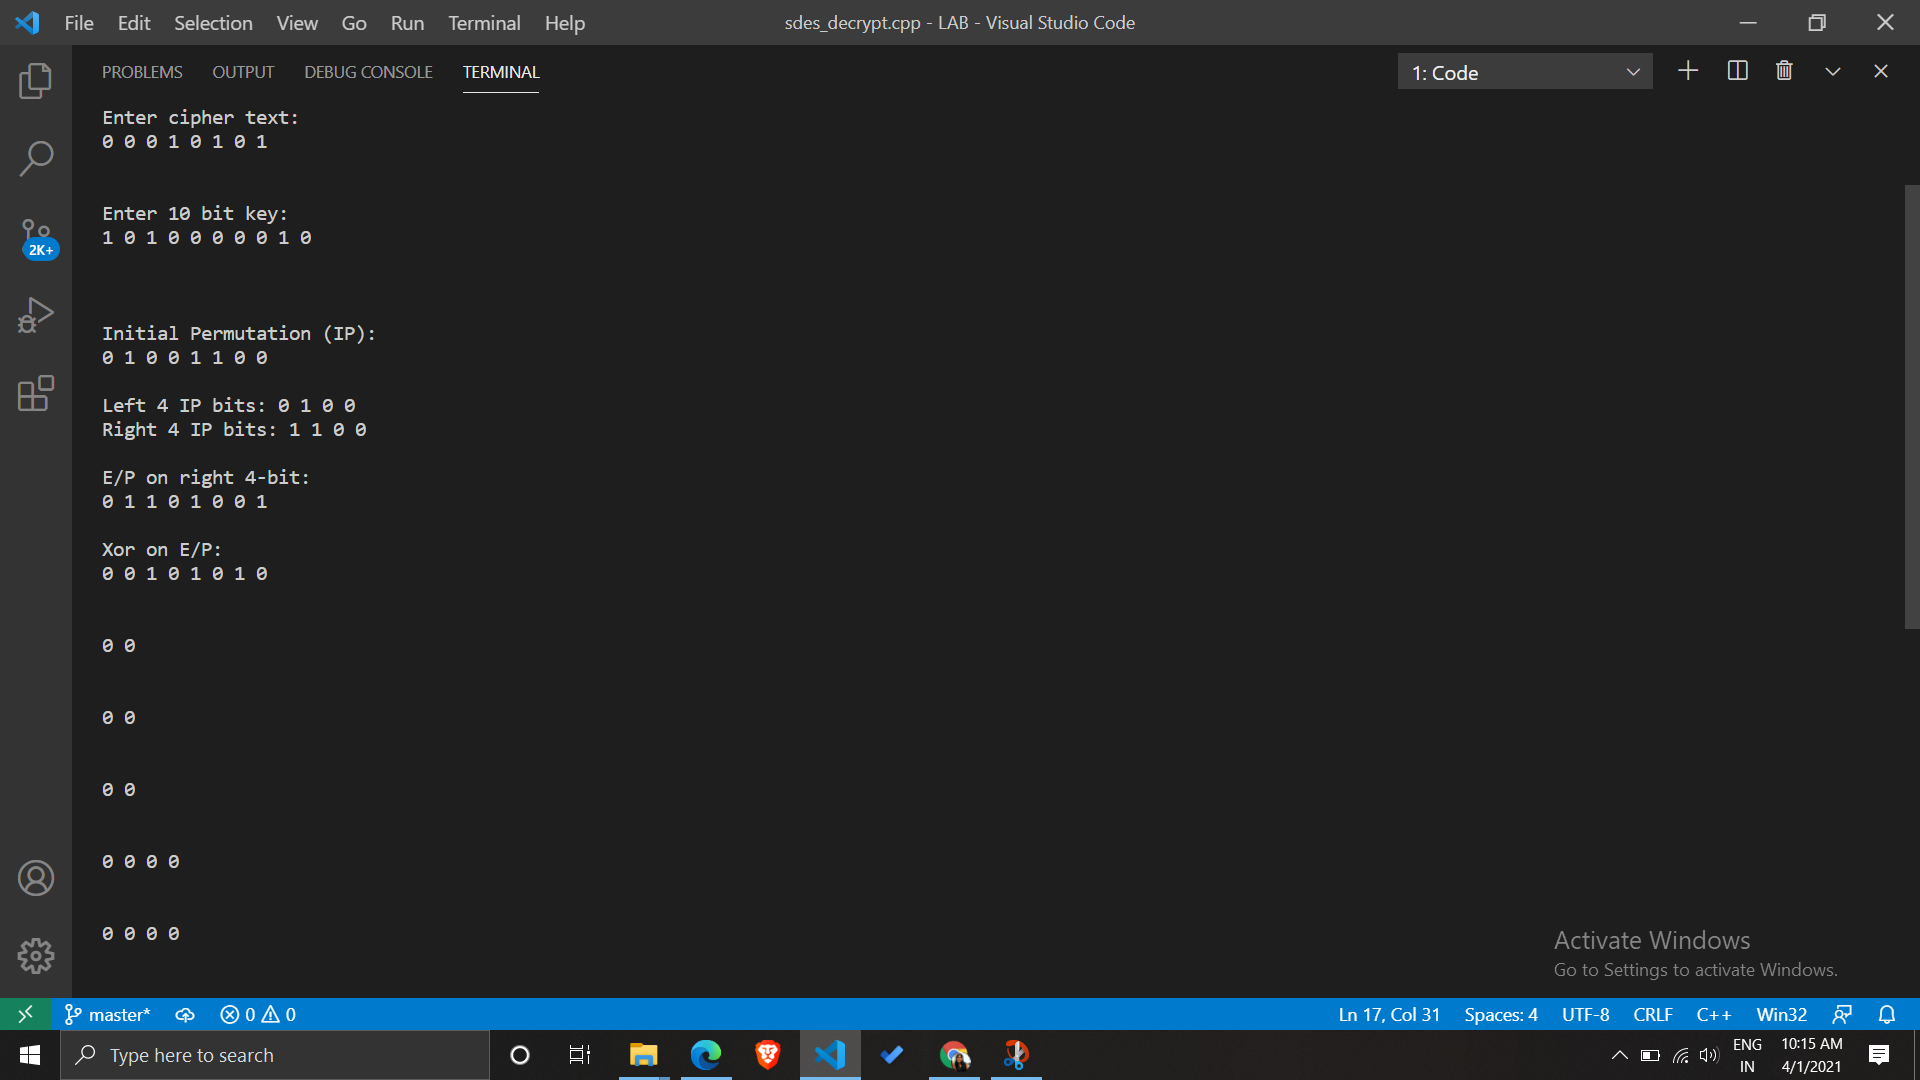 File Edit Selection View Go Run Terminal Help sdes_decrypt.cpp - LAB - Visual Studio Code
PROBLEMS OUTPUT DEBUG CONSOLE TERMINAL 1: Code
Enter cipher text:
0 0 0 1 0 1 0 1
Enter 10 bit key:
1 0 1 0 0 0 0 0 1 0
2K+
Initial Permutation (IP):
0 1 0 0 1 1 0 0
Left 4 IP bits: 0 1 0 0
Right 4 IP bits: 1 1 0 0
E/P on right 4-bit:
0 1 1 0 1 0 0 1
Xor on E/P:
0 0 1 0 1 0 1 0
0 0
0 0
0 0
0 0 0 0
0 0 0 0
Activate Windows
Go to Settings to activate Windows.
master* 0 0 Ln 17, Col 31 Spaces: 4 UTF-8 CRLF C++ Win32
Type here to search ENG 10:15 AM
IN 4/1/2021